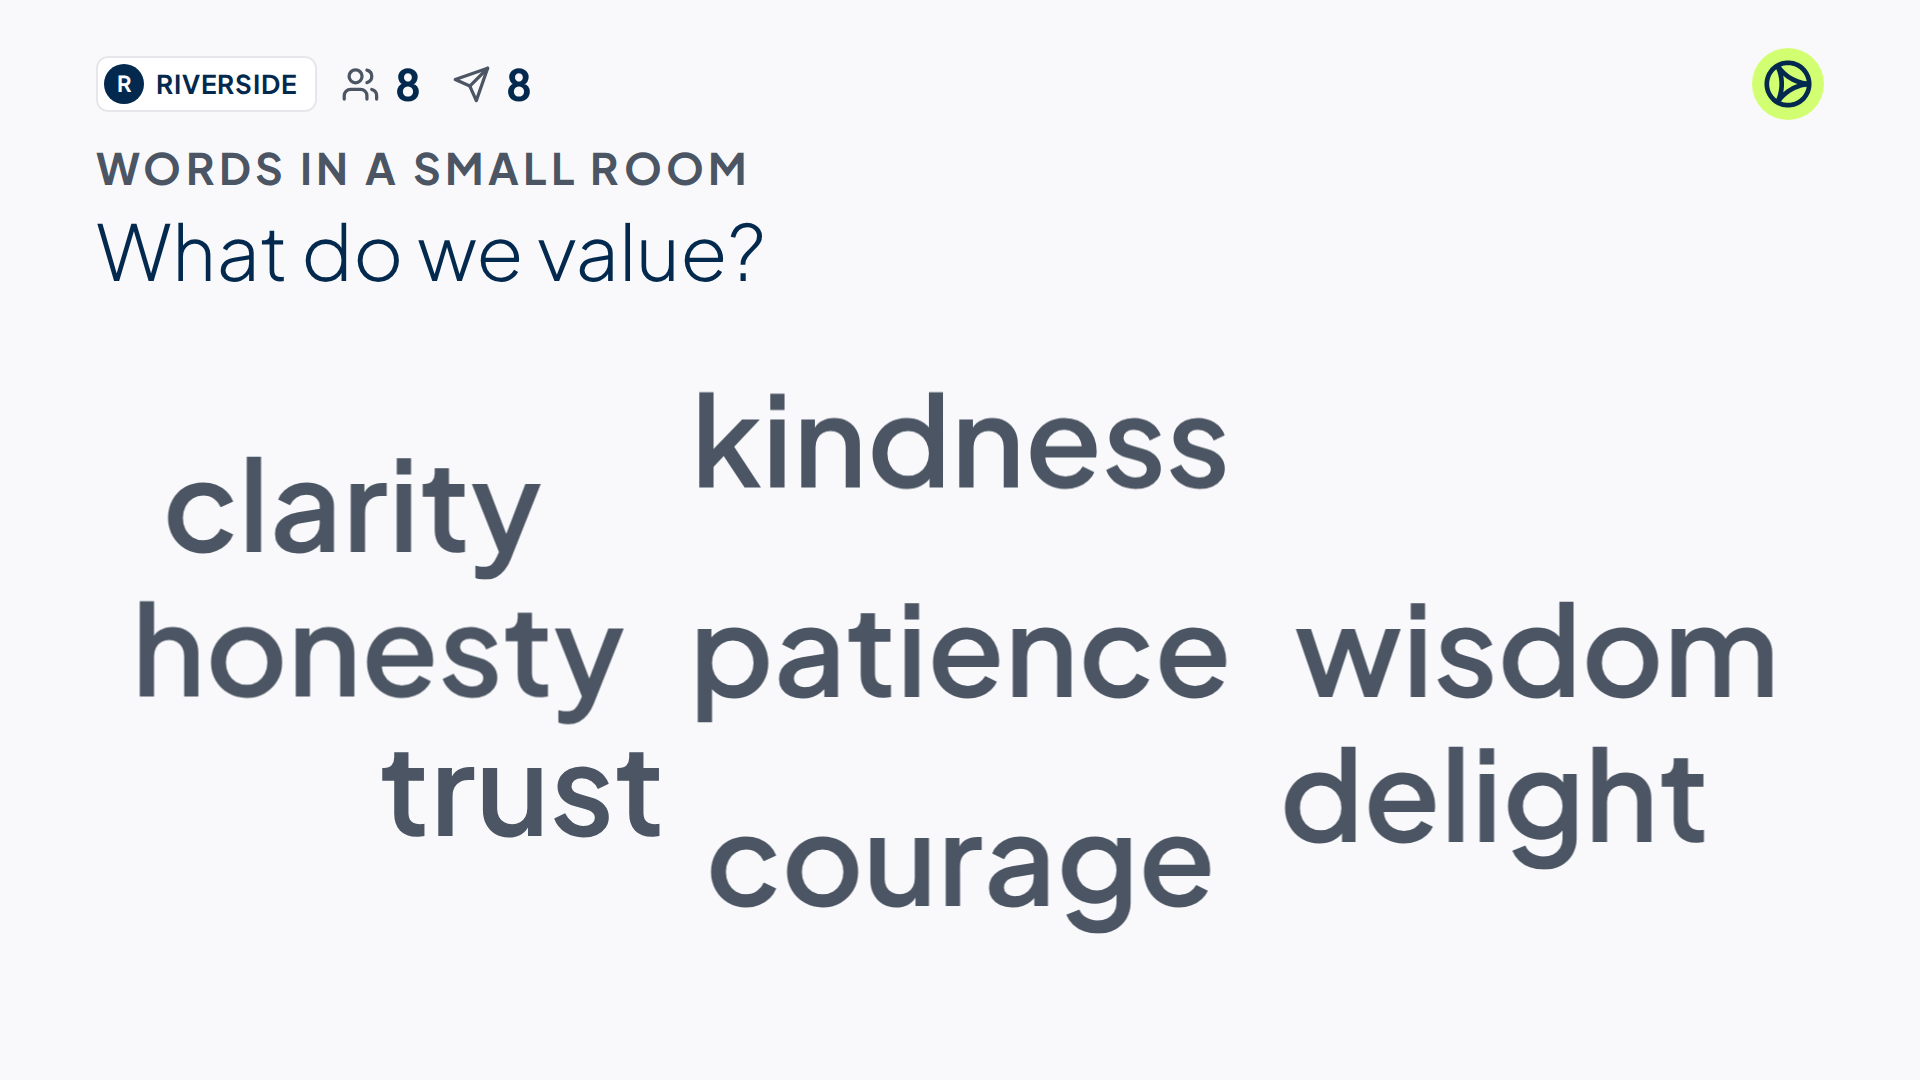 R RIVERSIDE 8 8
WORDS IN A SMALL ROOM
What do we value?
kindness
clarity
honesty patience wisdom
trust delight
courage